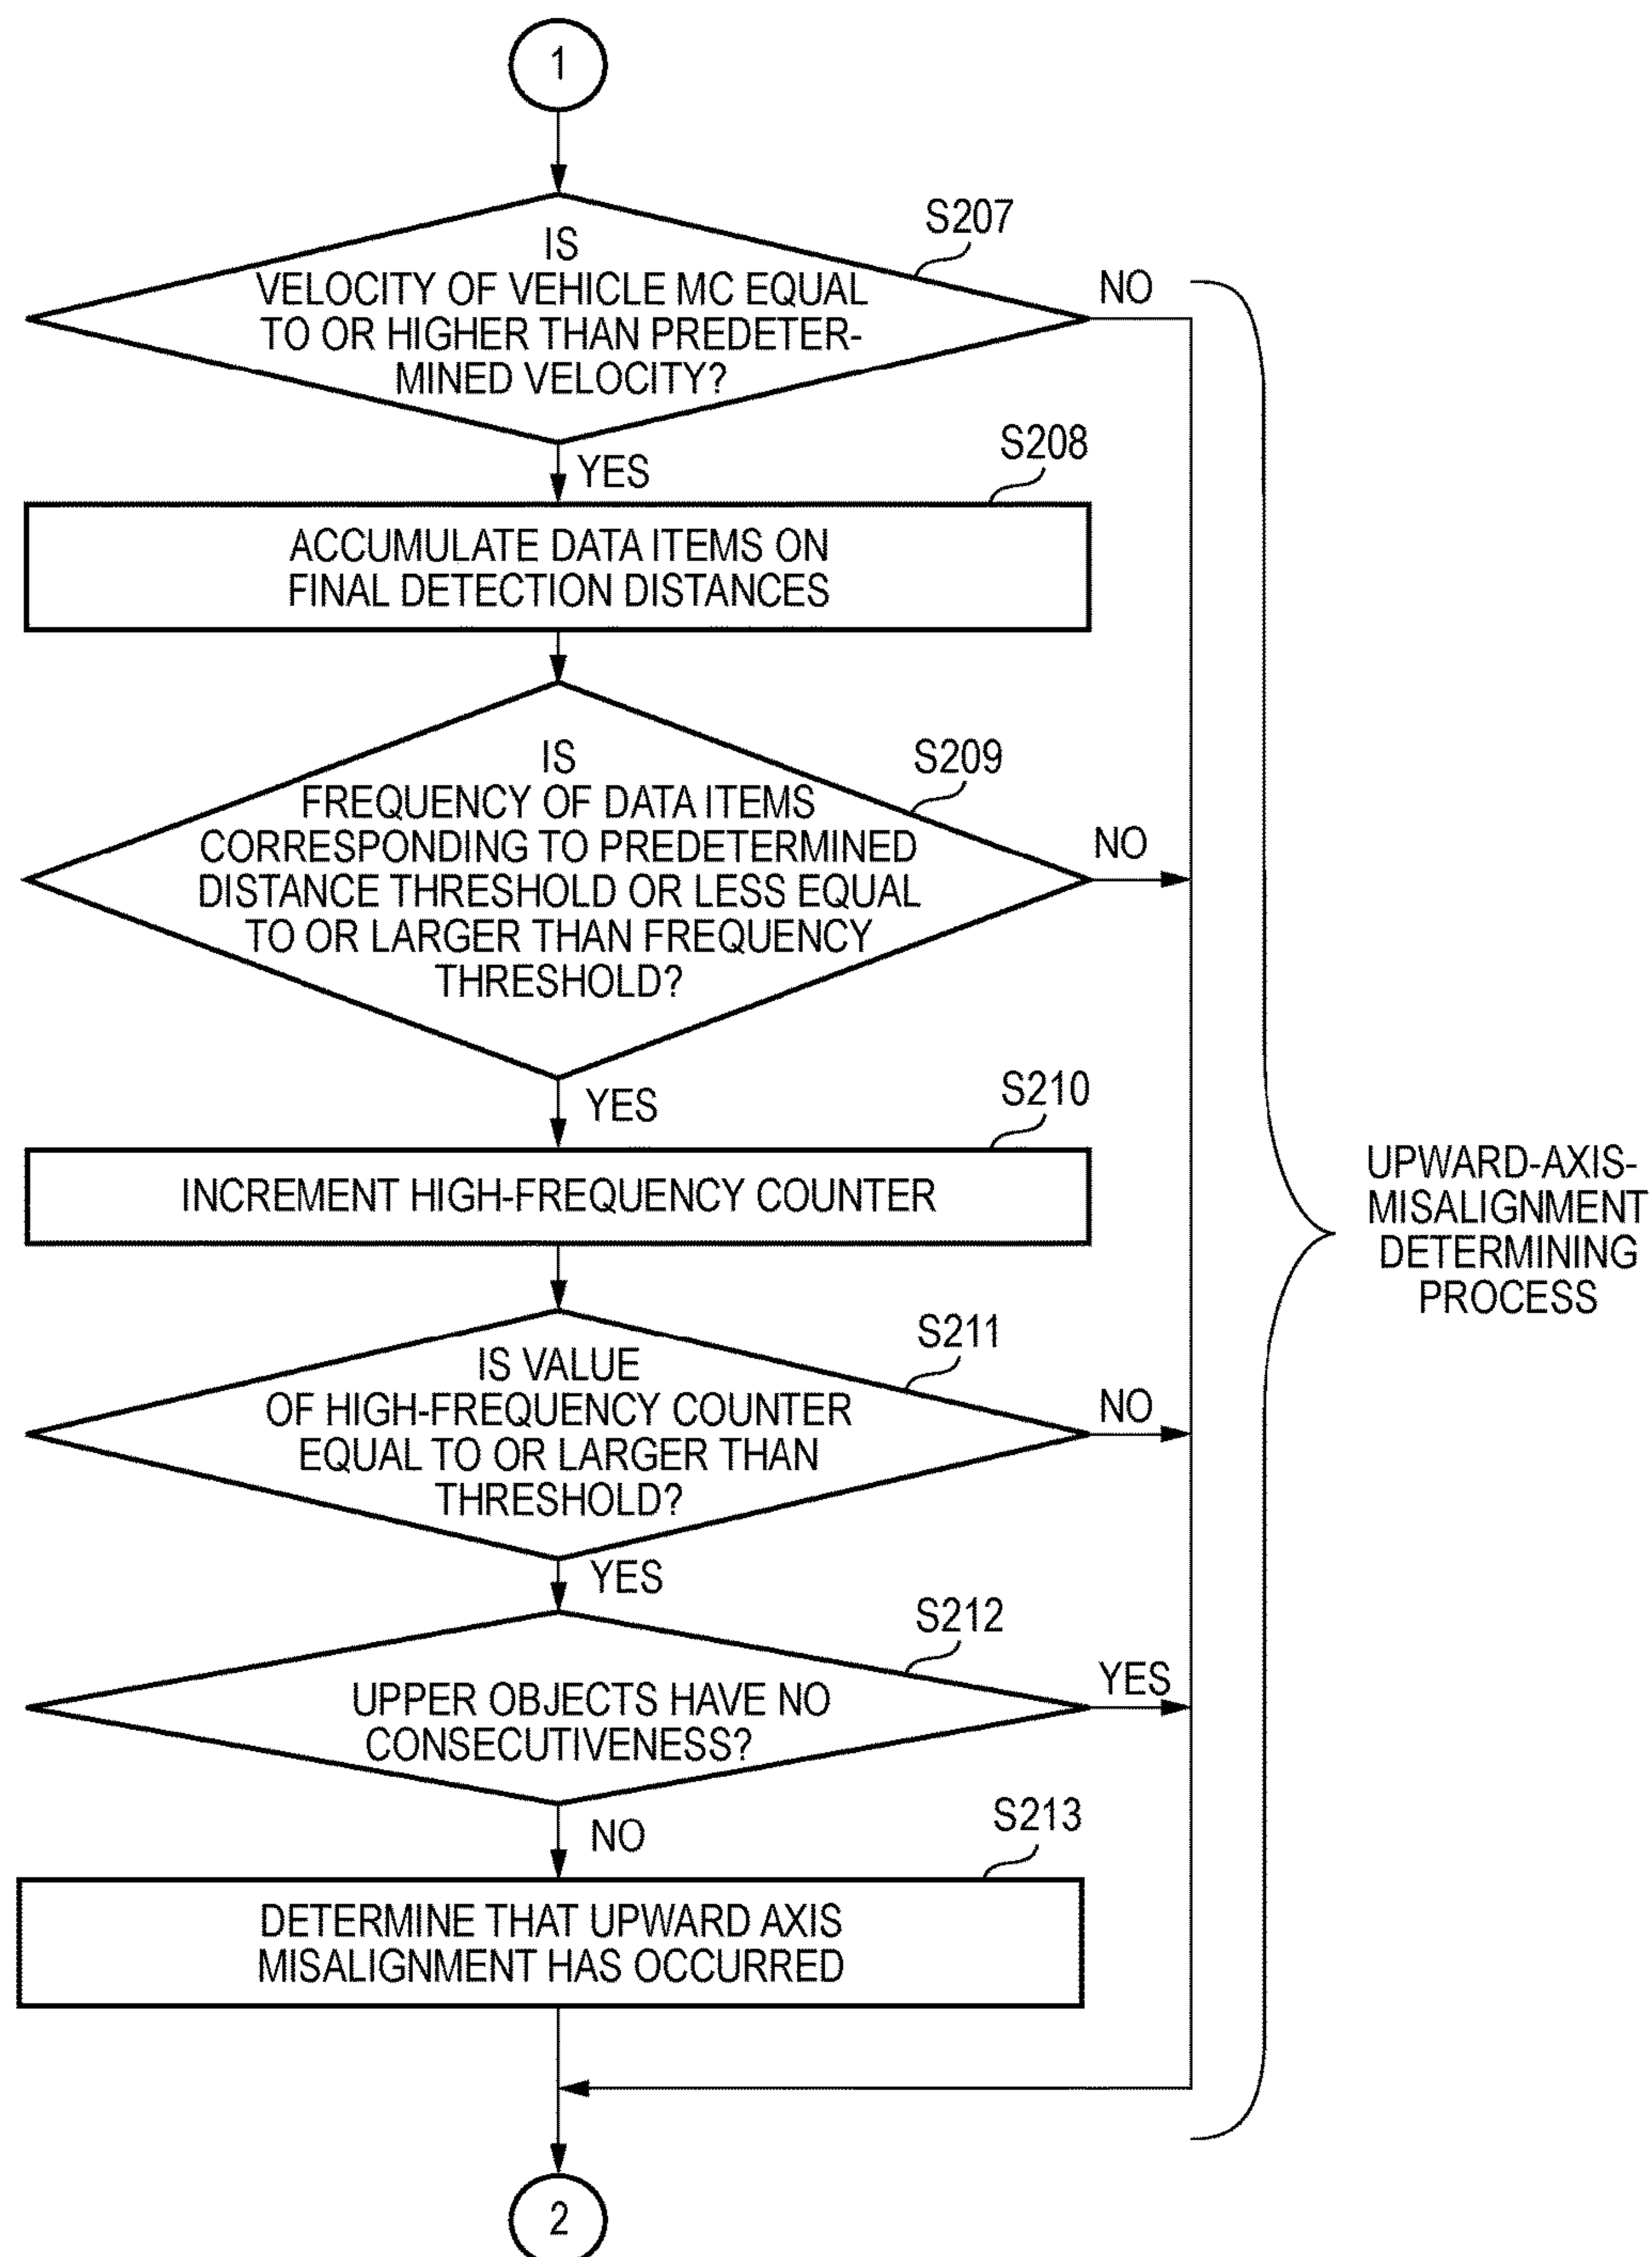 1
S207
IS
VELOCITY OF VEHICLE MC EQUAL
TO OR HIGHER THAN PREDETER-
MINED VELOCITY?
NO
YES
S208
ACCUMULATE DATA ITEMS ON
FINAL DETECTION DISTANCES
S209
IS
FREQUENCY OF DATA ITEMS
CORRESPONDING TO PREDETERMINED
DISTANCE THRESHOLD OR LESS EQUAL
TO OR LARGER THAN FREQUENCY
THRESHOLD?
NO
YES
S210
INCREMENT HIGH-FREQUENCY COUNTER
S211
IS VALUE
OF HIGH-FREQUENCY COUNTER
EQUAL TO OR LARGER THAN
THRESHOLD?
NO
YES
S212
UPPER OBJECTS HAVE NO
CONSECUTIVENESS?
YES
NO
S213
DETERMINE THAT UPWARD AXIS
MISALIGNMENT HAS OCCURRED
2
UPWARD-AXIS-
MISALIGNMENT
DETERMINING
PROCESS